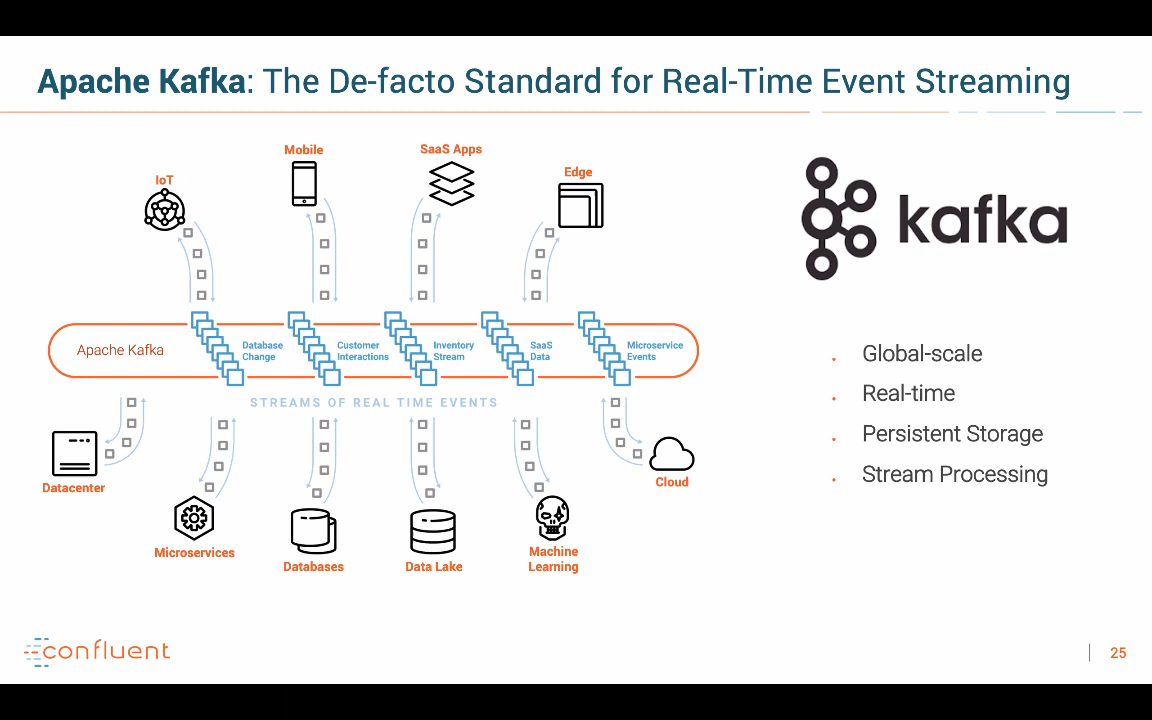 Apache Kafka: The De-facto Standard for Real-Time Event Streaming
IoT
Mobile
SaaS Apps
Edge
kafka
Apache Kafka
Database
Change
Customer
Interactions
Inventory
Stream
SaaS
Data
Microservice
Events
STREAMS OF REAL TIME EVENTS
Global-scale
Real-time
Persistent Storage
Stream Processing
Datacenter
Microservices
Databases
Data Lake
Machine
Learning
Cloud
confluent
25